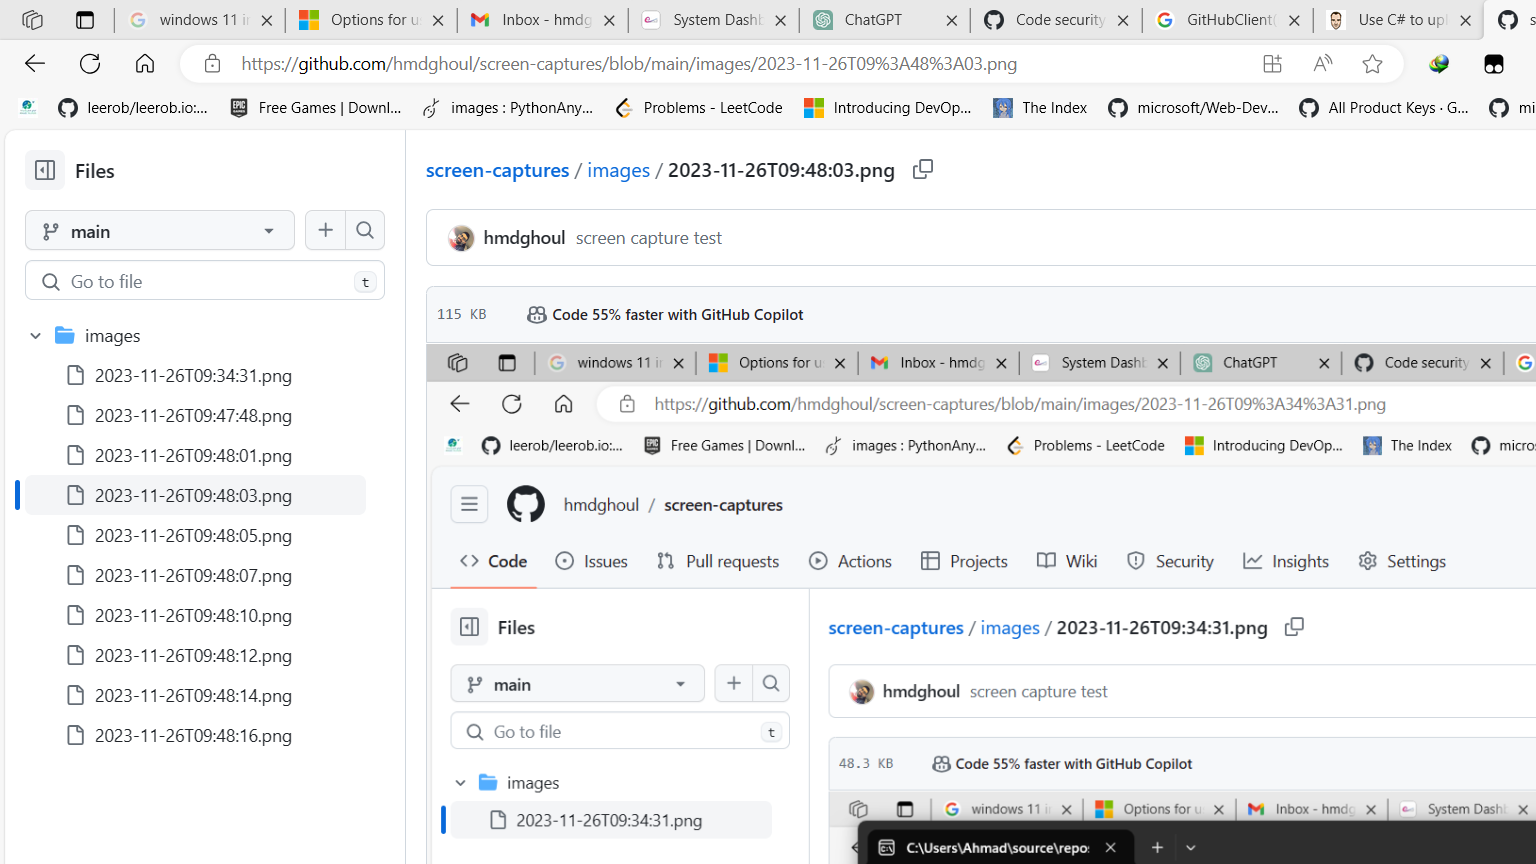 windows 11 i
Options for u
Inbox - hmdg
System Dashb
ChatGPT
Code security
GitHubClient(
Use C# to upl
https://github.com/hmdghoul/screen-captures/blob/main/images/2023-11-26T09%3A48%3A03.png
leerob/leerob.io:...
Free Games | Downl...
images : PythonAny...
Problems - LeetCode
Introducing DevOp...
The Index
microsoft/Web-Dev...
All Product Keys · G...
Files
main
Go to file
t
images
2023-11-26T09:34:31.png
2023-11-26T09:47:48.png
2023-11-26T09:48:01.png
2023-11-26T09:48:03.png
2023-11-26T09:48:05.png
2023-11-26T09:48:07.png
2023-11-26T09:48:10.png
2023-11-26T09:48:12.png
2023-11-26T09:48:14.png
2023-11-26T09:48:16.png
screen-captures / images / 2023-11-26T09:48:03.png
hmdghoul screen capture test
115 KB
Code 55% faster with GitHub Copilot
windows 11 i
Options for u
Inbox - hmdg
System Dashb
ChatGPT
Code security
https://github.com/hmdghoul/screen-captures/blob/main/images/2023-11-26T09%3A34%3A31.png
EPIC GAMES
leerob/leerob.io:...
Free Games | Downl...
images : PythonAny...
Problems - LeetCode
Introducing DevOp...
The Index
micros
hmdghoul / screen-captures
Code
Issues
Pull requests
Actions
Projects
Wiki
Security
Insights
Settings
Files
main
Go to file
t
images
2023-11-26T09:34:31.png
screen-captures / images / 2023-11-26T09:34:31.png
hmdghoul screen capture test
48.3 KB
Code 55% faster with GitHub Copilot
windows 11 i
Options for u
Inbox - hmdg
System Dashb
C:\Users\Ahmad\source\repo